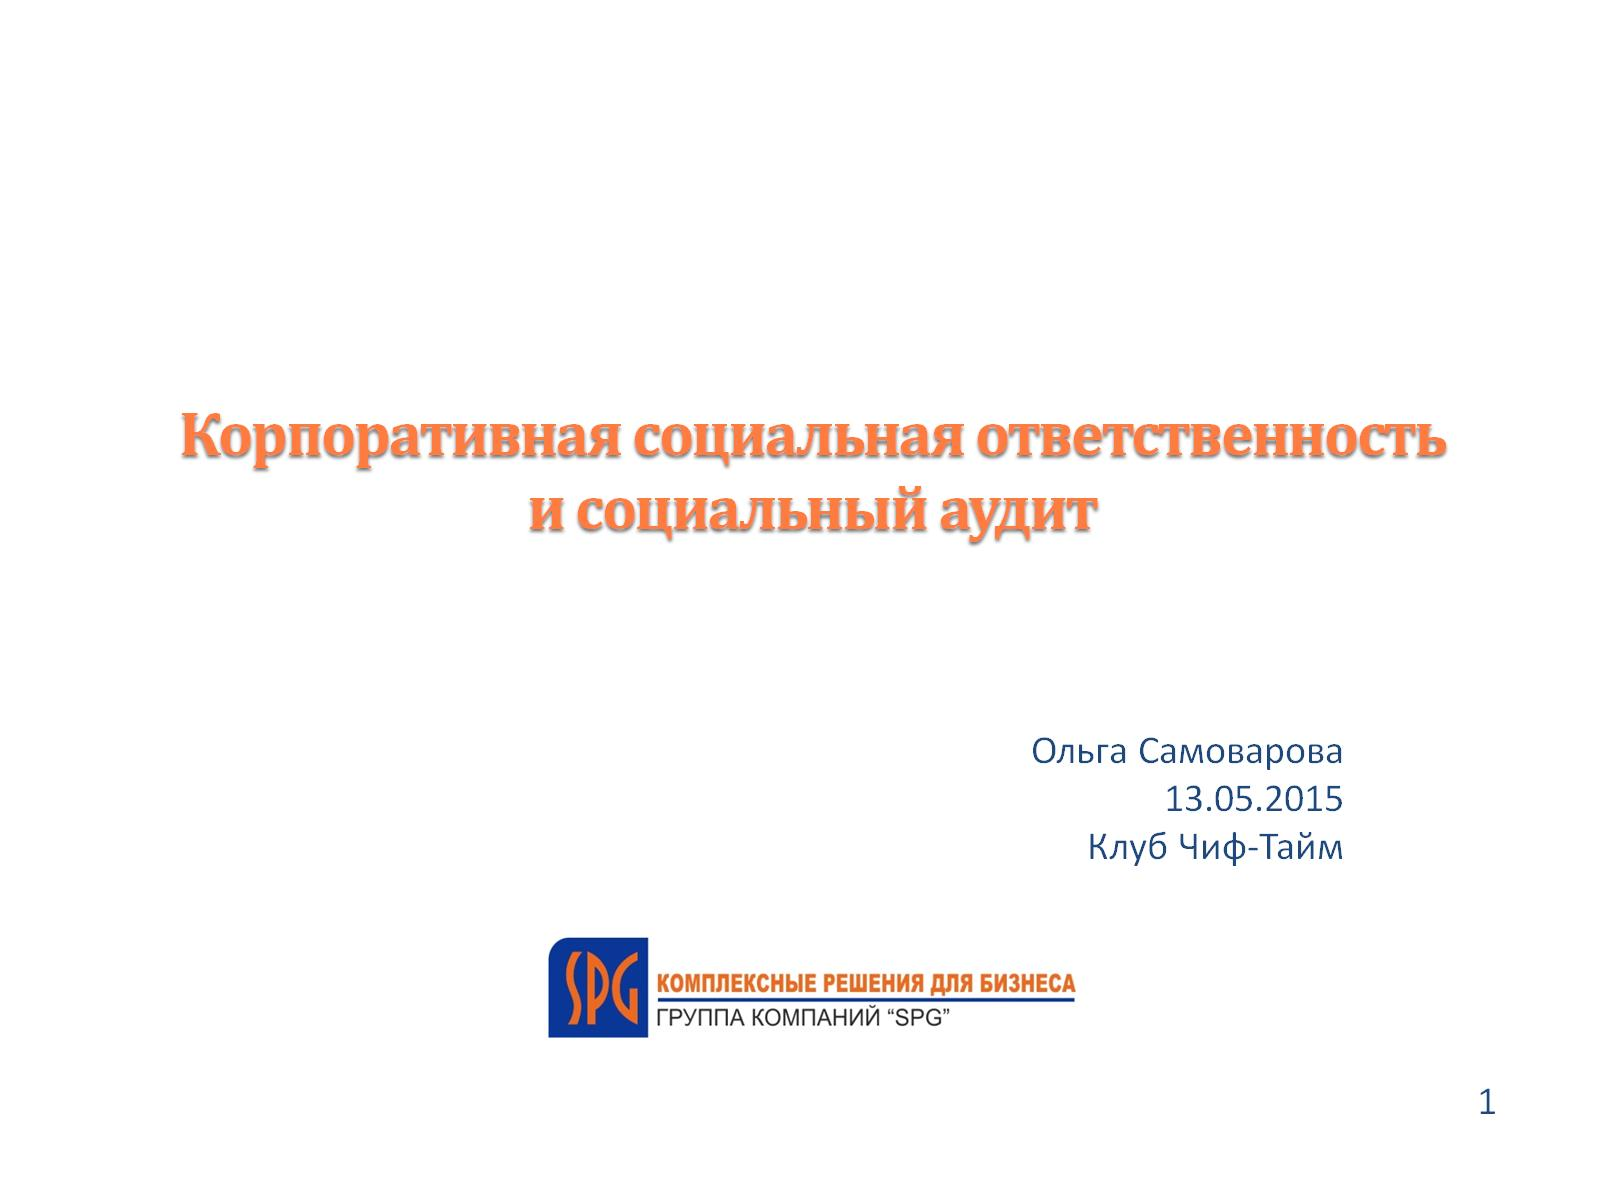 Корпоративная социальная ответственность
и социальный аудит
Ольга Самоварова
13.05.2015
Клуб Чиф-Тайм
SPG
КОМПЛЕКСНЫЕ РЕШЕНИЯ ДЛЯ БИЗНЕСА
ГРУППА КОМПАНИЙ “SPG”
1